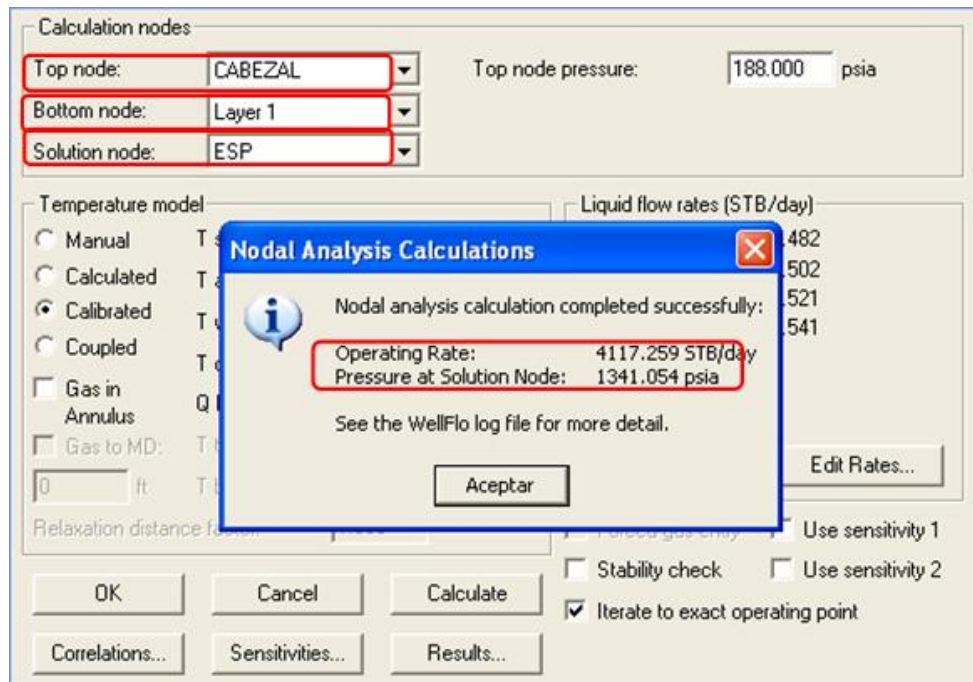 Calculation nodes
Top node: CABEZAL Top node pressure: 188.000 psia
Bottom node: Layer 1
Solution node: ESP
Temperature model Liquid flow rates (STB/day)
Manual T .482
Calculated T .502
Calibrated T .521
Coupled T .541
Gas in
Annulus Q
Gas to MD: T
0 ft T
Relaxation distance
Nodal Analysis Calculations
Nodal analysis calculation completed successfully:
Operating Rate: 4117.259 STB/day
Pressure at Solution Node: 1341.054 psia
See the WellFlo log file for more detail.
Aceptar
Edit Rates...
Use sensitivity 1
Stability check Use sensitivity 2
Iterate to exact operating point
OK Cancel Calculate
Correlations... Sensitivities... Results...